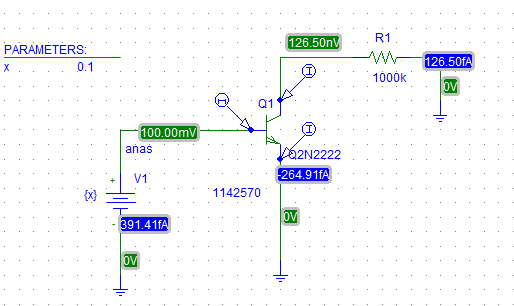 PARAMETERS:
x 0.1
126.50nV
R1
126.50fA
1000k
0V
Q1
100.00mV
anas
Q2N2222
-264.91fA
V1
+
{x}
1142570
-
391.41fA
0V
0V